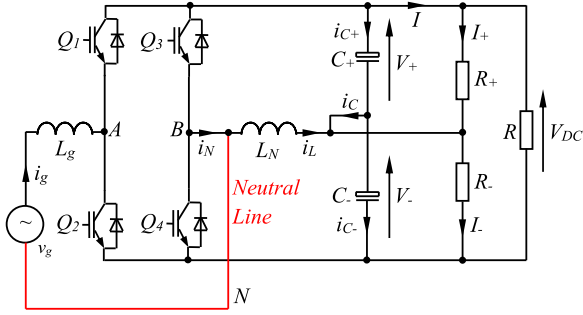 I
Q1
Q3
iC+
I+
C+
V+
R+
A
B
iC
Lg
iN
LN
iL
R
VDC
ig
Neutral
Line
Q2
Q4
C-
V-
R-
iC-
I-
~
vg
N